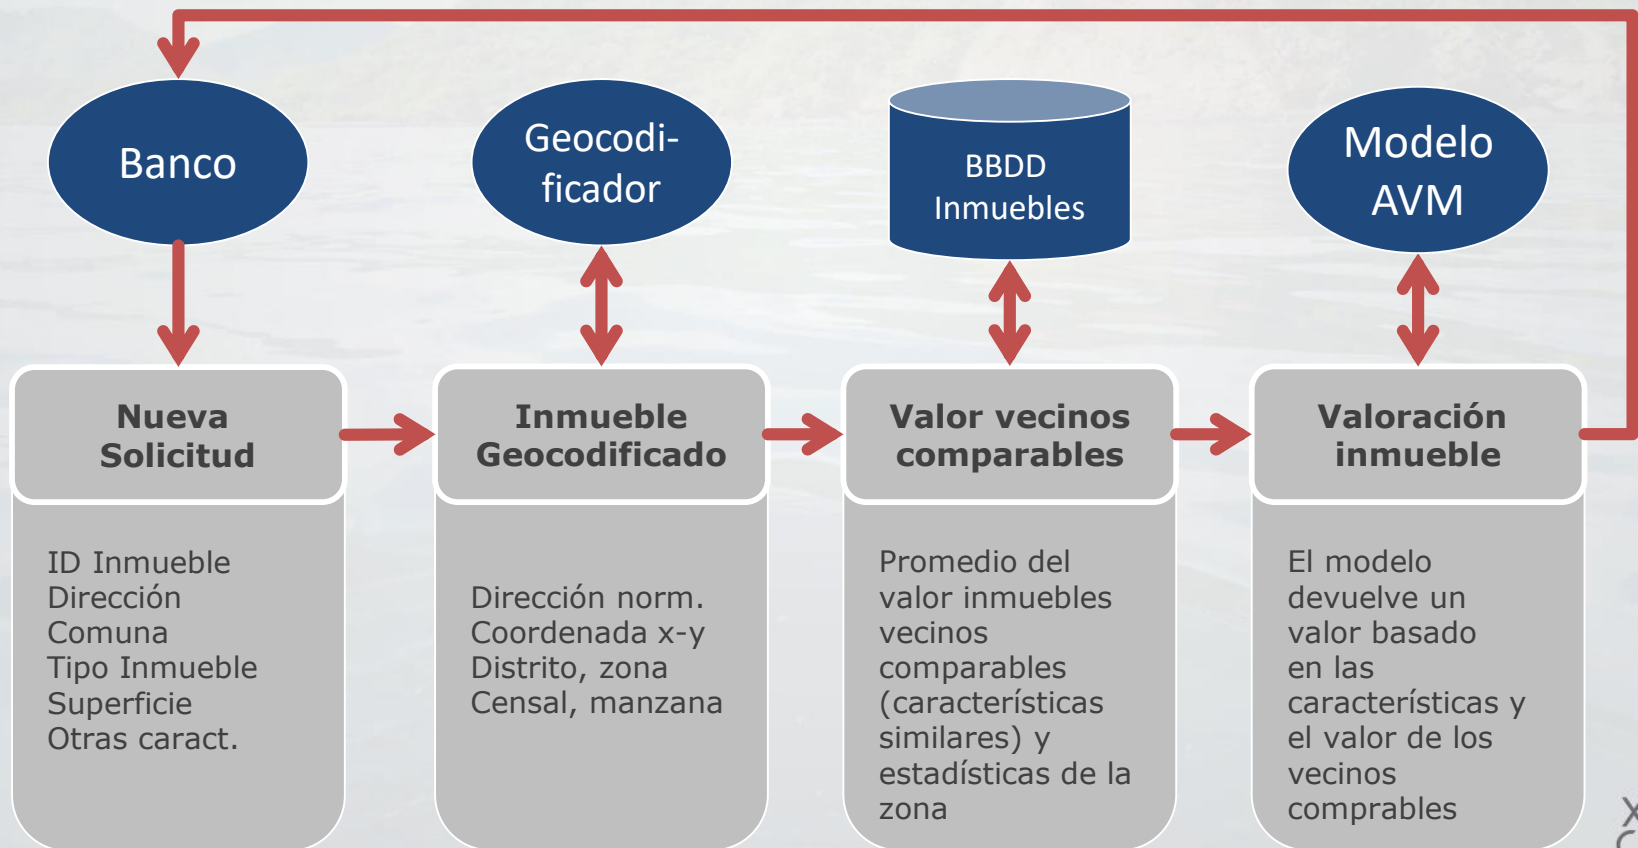 Banco
Geocodi-
ficador
BBDD
Inmuebles
Modelo
AVM
Nueva
Solicitud
Inmueble
Geocodificado
Valor vecinos
comparables
Valoración
inmueble
ID Inmueble
Dirección
Comuna
Tipo Inmueble
Superficie
Otras caract.
Dirección norm.
Coordenada x-y
Distrito, zona
Censal, manzana
Promedio del
valor inmuebles
vecinos
comparables
(características
similares) y
estadísticas de la
zona
El modelo
devuelve un
valor basado
en las
características y
el valor de los
vecinos
comprables